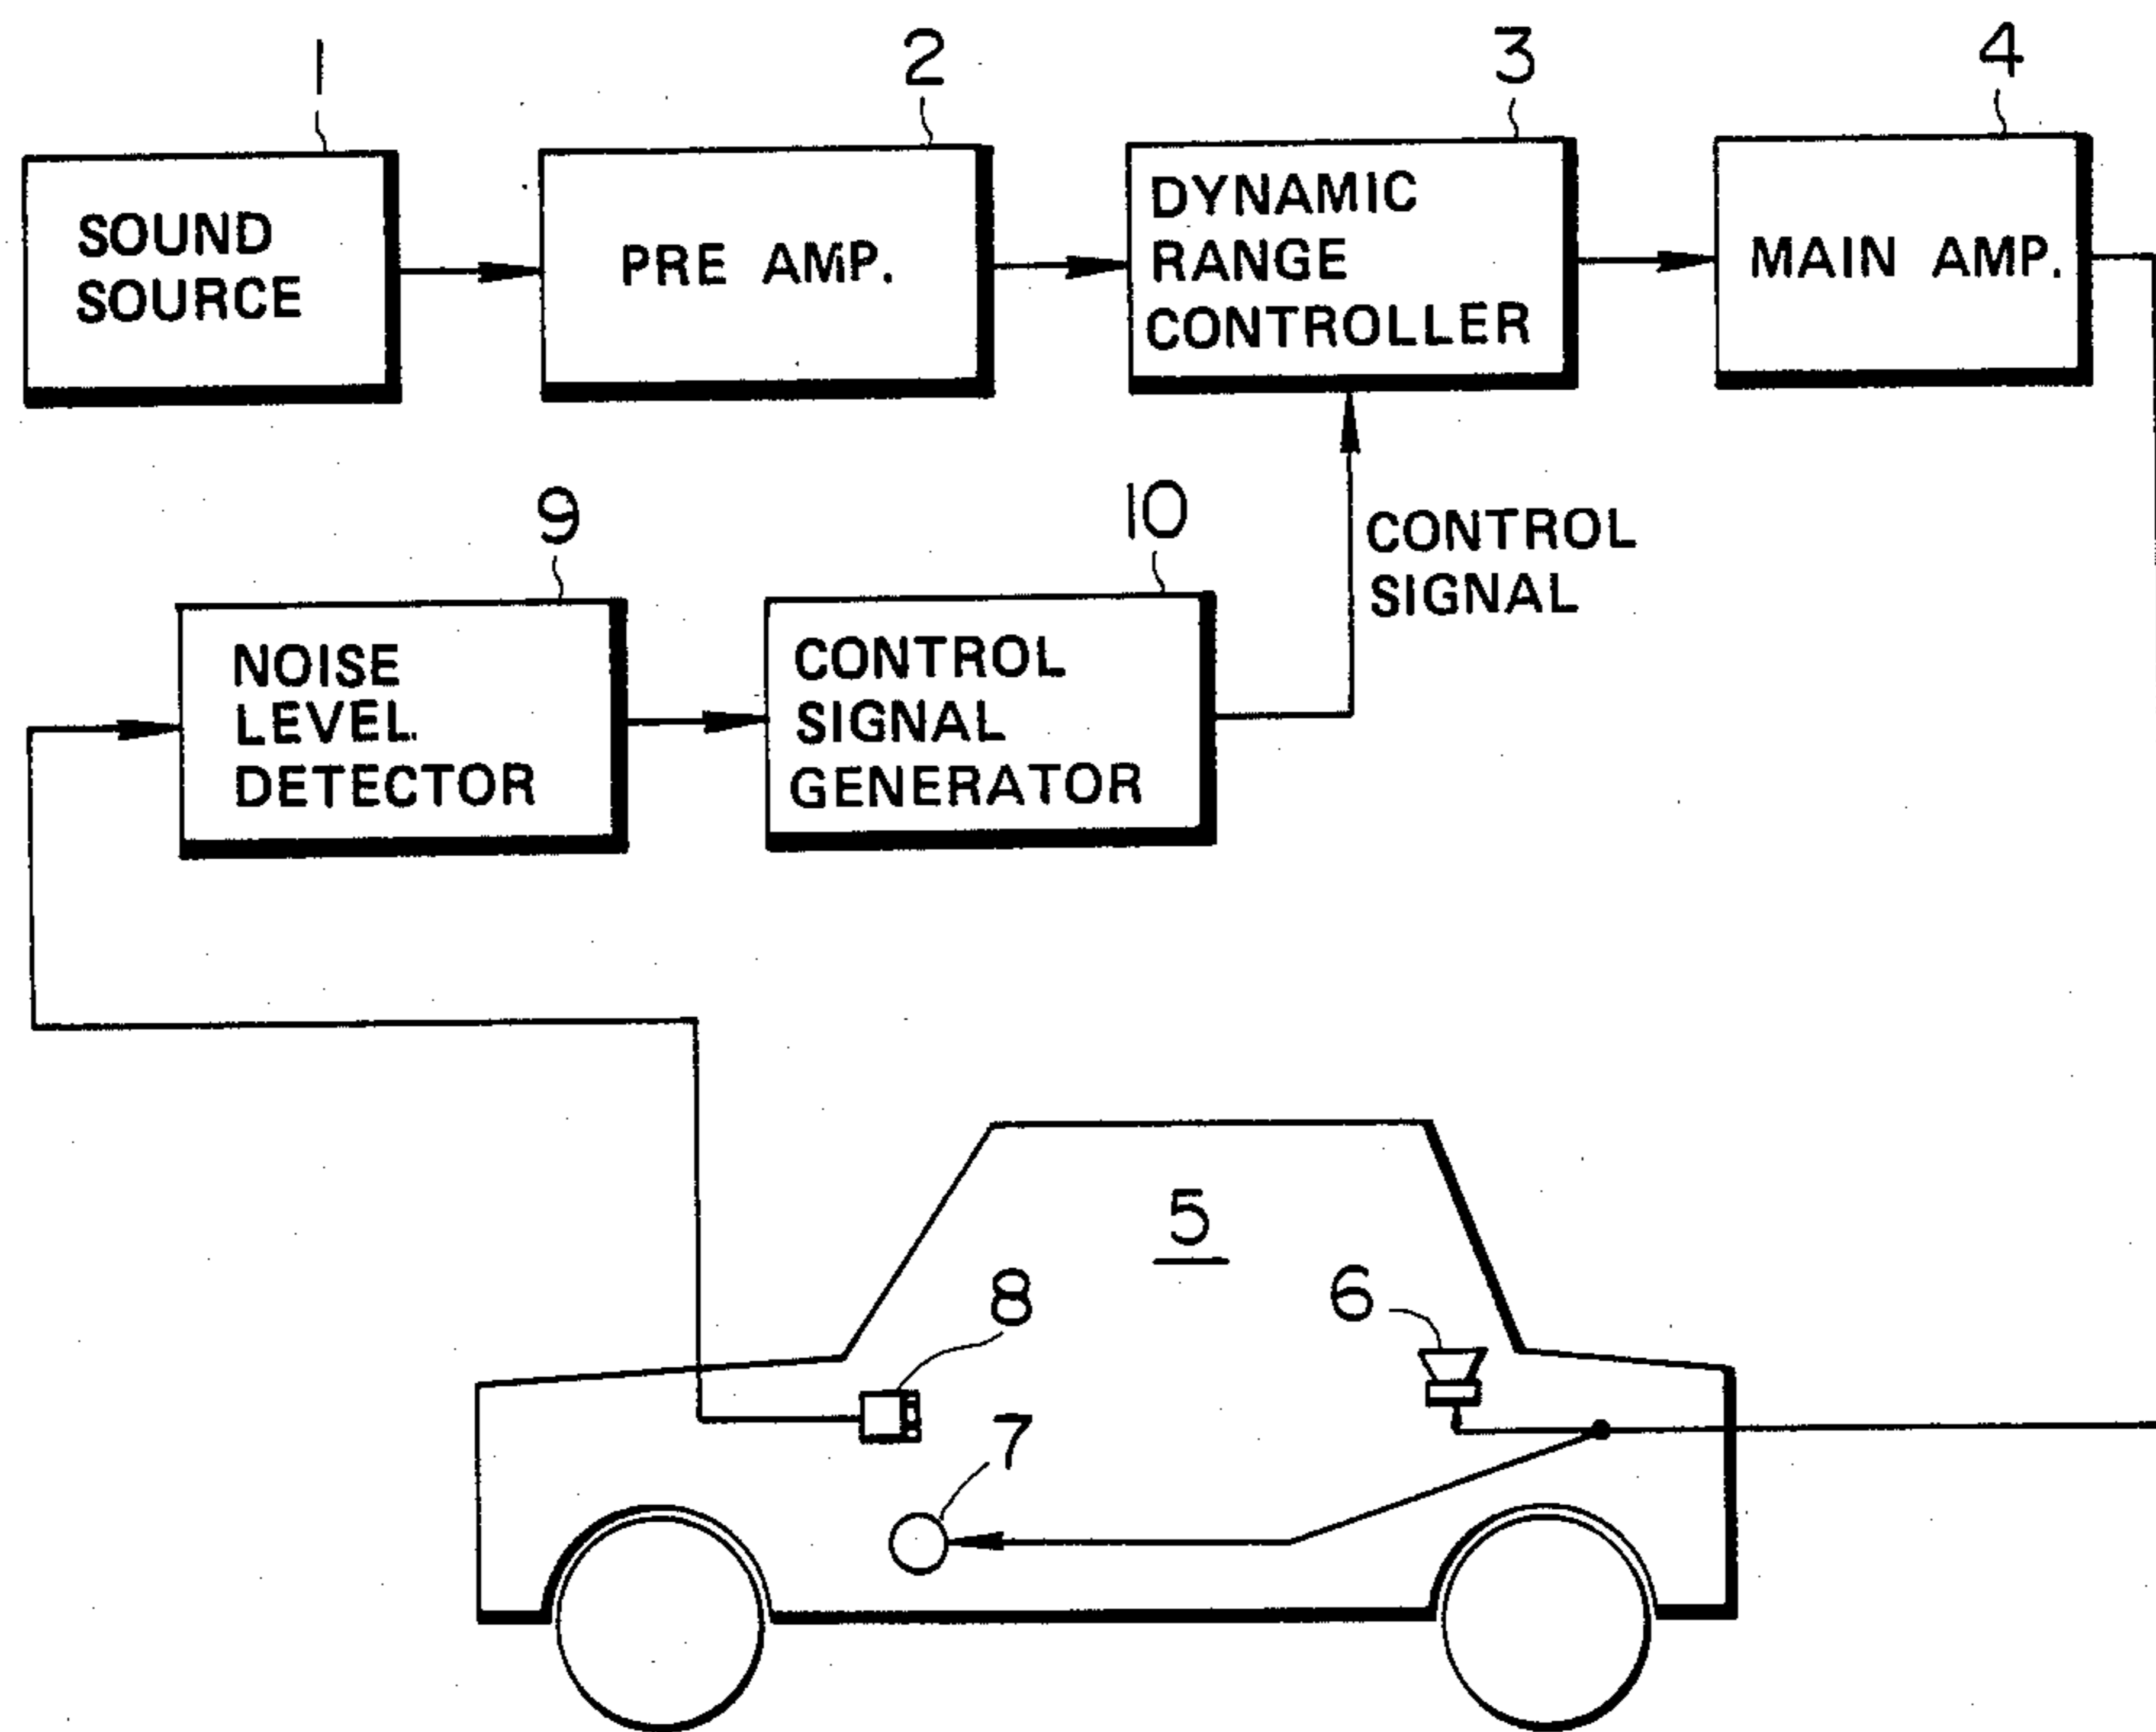 1
2
3
4
SOUND
SOURCE
PRE AMP.
DYNAMIC
RANGE
CONTROLLER
MAIN AMP.
9
10
CONTROL
SIGNAL
NOISE
LEVEL
DETECTOR
CONTROL
SIGNAL
GENERATOR
5
8
6
7